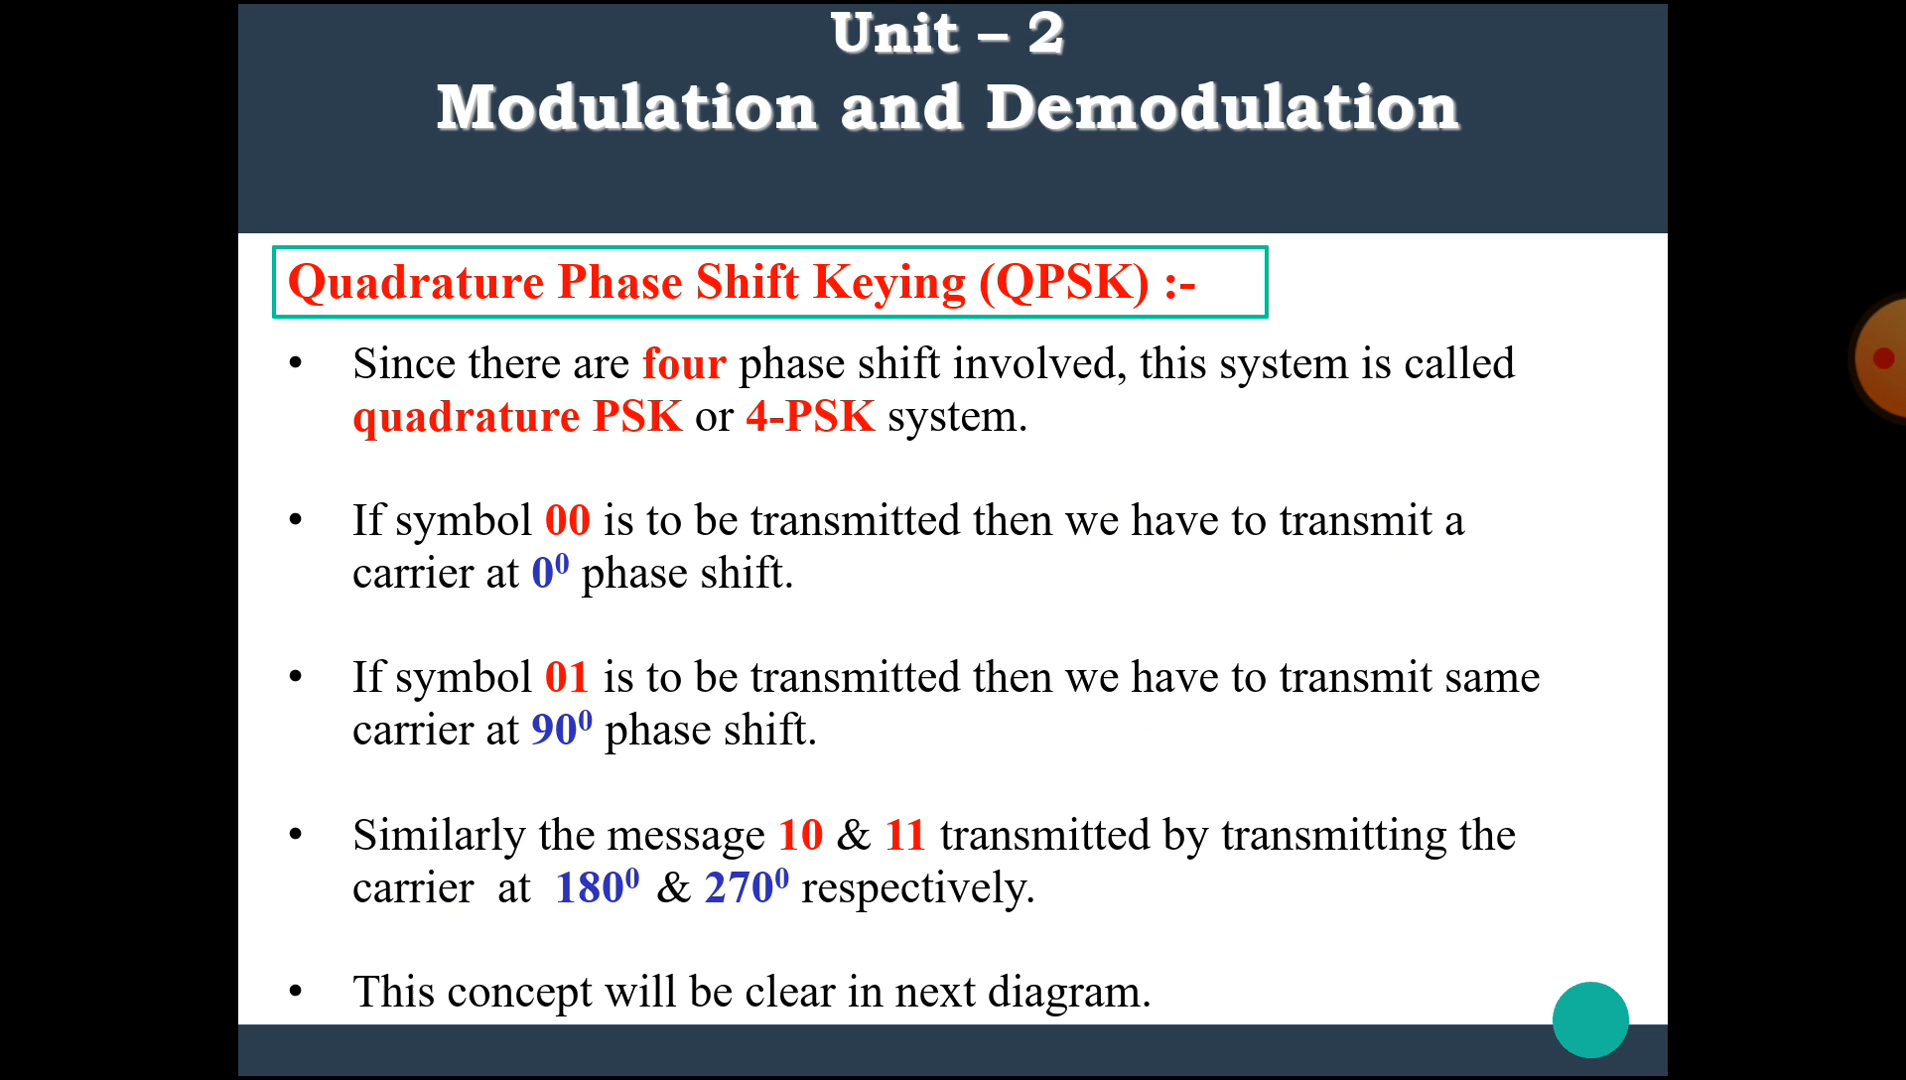 Unit – 2
Modulation and Demodulation
Quadrature Phase Shift Keying (QPSK) :-
• Since there are four phase shift involved, this system is called
quadrature PSK or 4-PSK system.
• If symbol 00 is to be transmitted then we have to transmit a
carrier at 0⁰ phase shift.
• If symbol 01 is to be transmitted then we have to transmit same
carrier at 90⁰ phase shift.
• Similarly the message 10 & 11 transmitted by transmitting the
carrier at 180⁰ & 270⁰ respectively.
• This concept will be clear in next diagram.